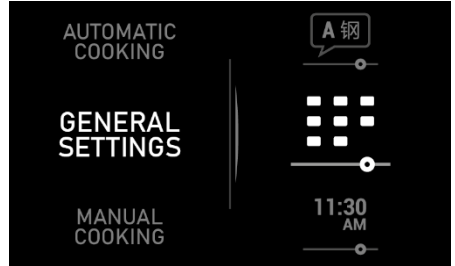 AUTOMATIC
COOKING
A 钢
GENERAL
SETTINGS
11:30
AM
MANUAL
COOKING